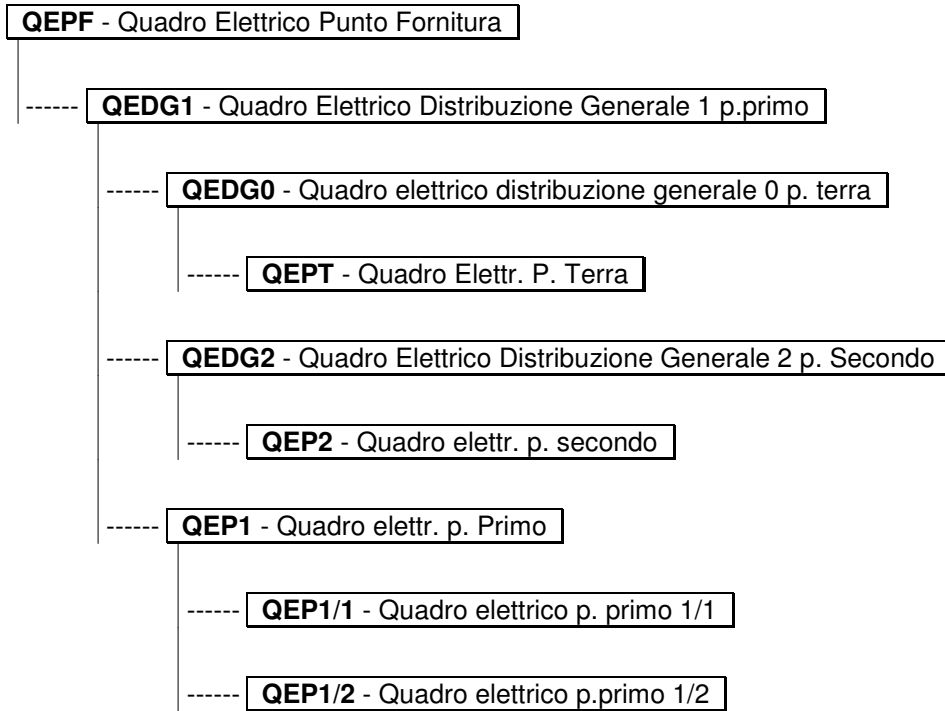 QEPF - Quadro Elettrico Punto Fornitura
------ QEDG1 - Quadro Elettrico Distribuzione Generale 1 p.primo
------ QEDG0 - Quadro elettrico distribuzione generale 0 p. terra
------ QEPT - Quadro Elettr. P. Terra
------ QEDG2 - Quadro Elettrico Distribuzione Generale 2 p. Secondo
------ QEP2 - Quadro elettr. p. secondo
------ QEP1 - Quadro elettr. p. Primo
------ QEP1/1 - Quadro elettrico p. primo 1/1
------ QEP1/2 - Quadro elettrico p.primo 1/2